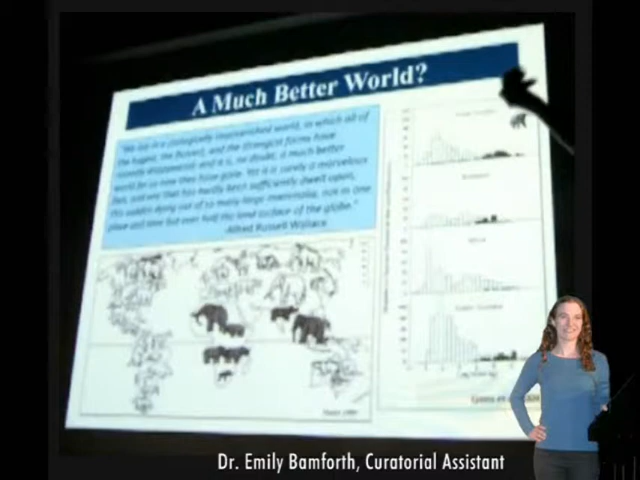 A Much Better World?
"We live in a zoologically impoverished world, in which all of
the hugest, the fiercest, and the strangest forms have
recently disappeared; and it is, no doubt, a much better
world for us now they have gone. Yet it is surely a marvelous
fact, and one that has hardly been sufficiently dwelt upon,
this sudden dying out of so many large mammalia, not in one
place and time but over half the land surface of the globe."
-Alfred Russell Wallace
Dr. Emily Bamforth, Curatorial Assistant